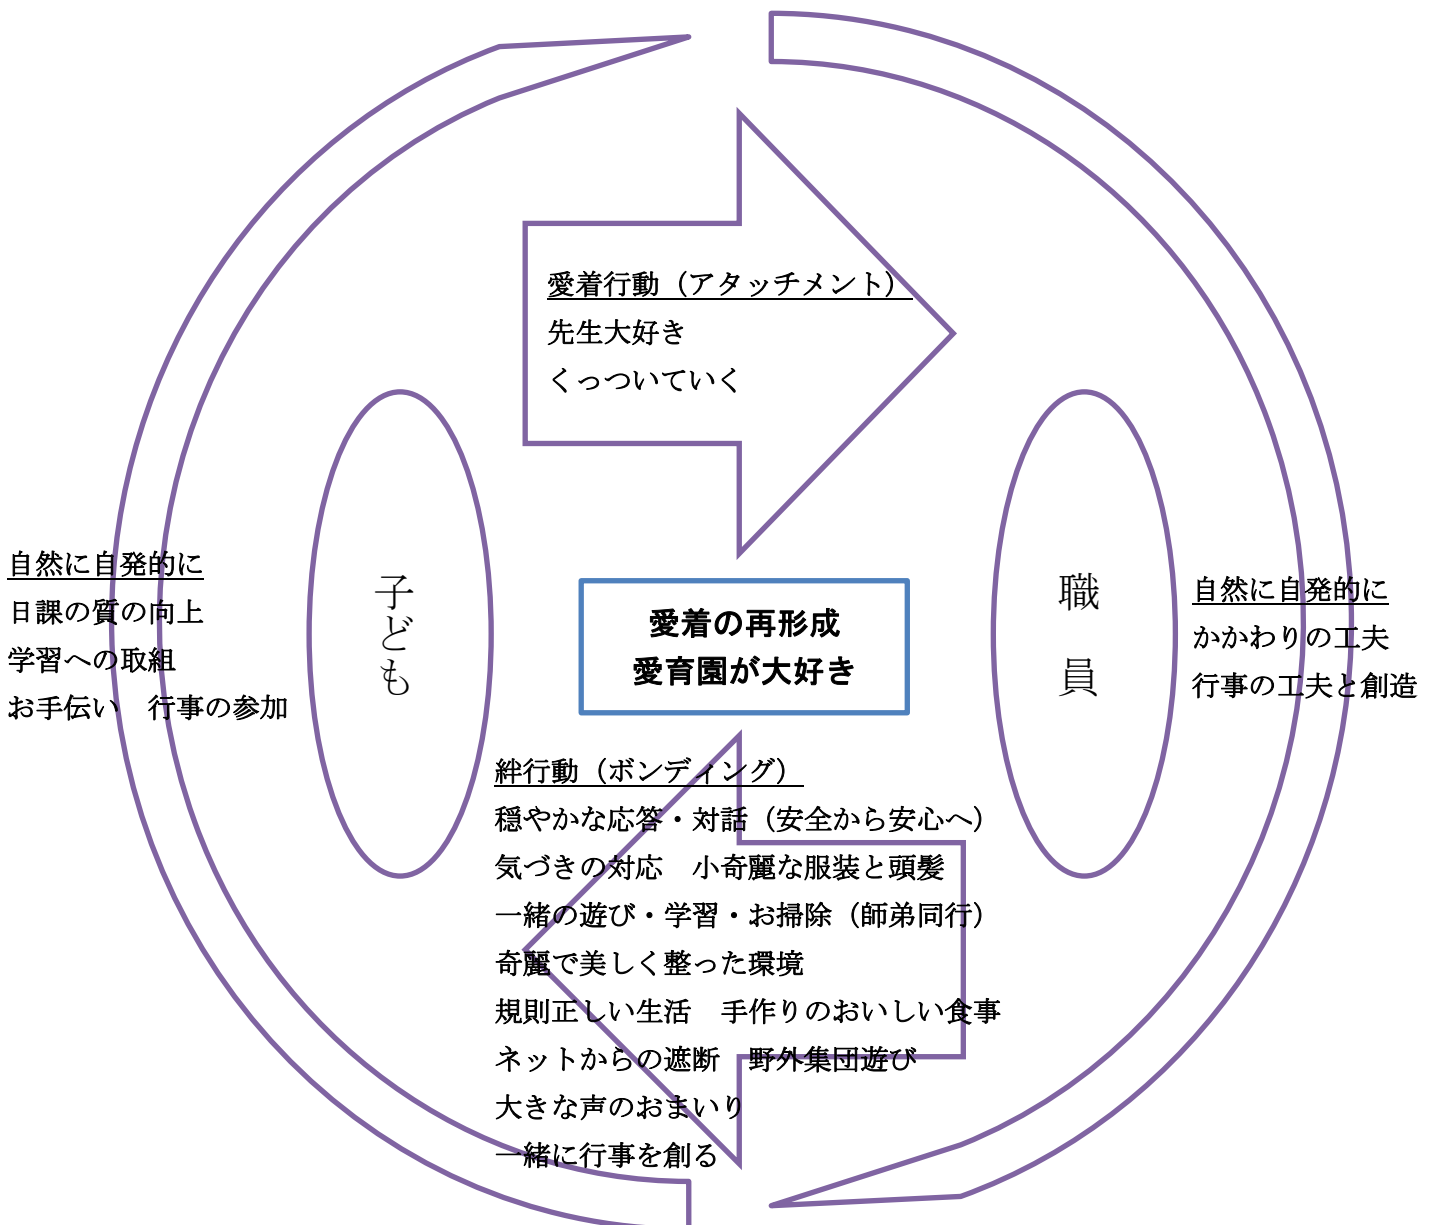 愛着行動（アタッチメント）
先生大好き
くっついていく
自然に自発的に
日課の質の向上
学習への取組
お手伝い　行事の参加
子ども
愛着の再形成
愛育園が大好き
職　員
自然に自発的に
かかわりの工夫
行事の工夫と創造
絆行動（ボンディング）
穏やかな応答・対話（安全から安心へ）
気づきの対応　小奇麗な服装と頭髪
一緒の遊び・学習・お掃除（師弟同行）
奇麗で美しく整った環境
規則正しい生活　手作りのおいしい食事
ネットからの遮断　野外集団遊び
大きな声のおまいり
一緒に行事を創る